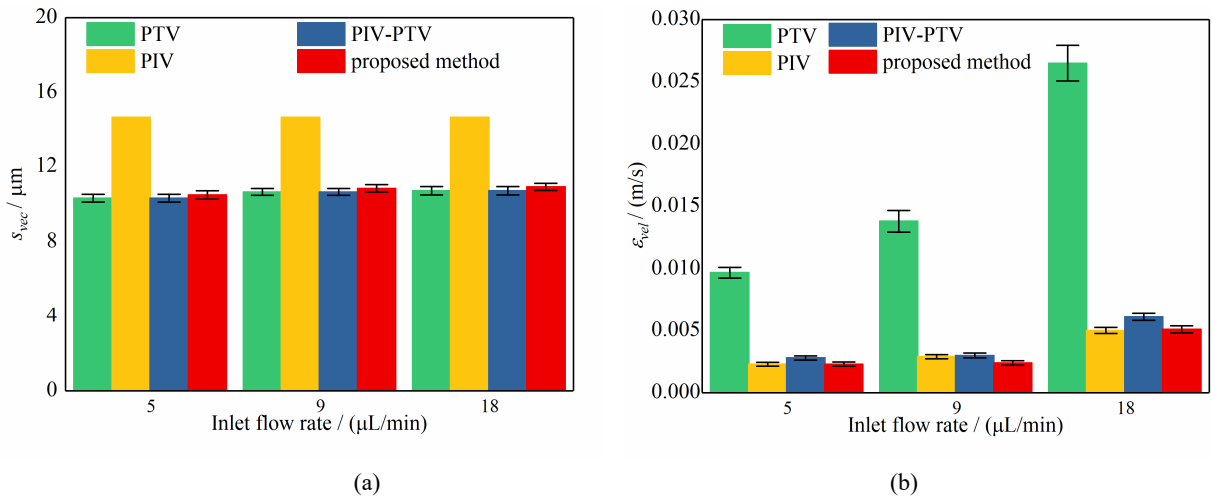 20
16
12
8
4
0
s_vec / μm
PTV
PIV
PIV-PTV
proposed method
5
9
18
Inlet flow rate / (μL/min)
(a)
0.030
0.025
0.020
0.015
0.010
0.005
0.000
ε_vel / (m/s)
PTV
PIV
PIV-PTV
proposed method
5
9
18
Inlet flow rate / (μL/min)
(b)